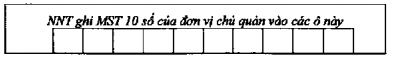 NNT ghi MST 10 số của đơn vị chủ quản vào các ô này